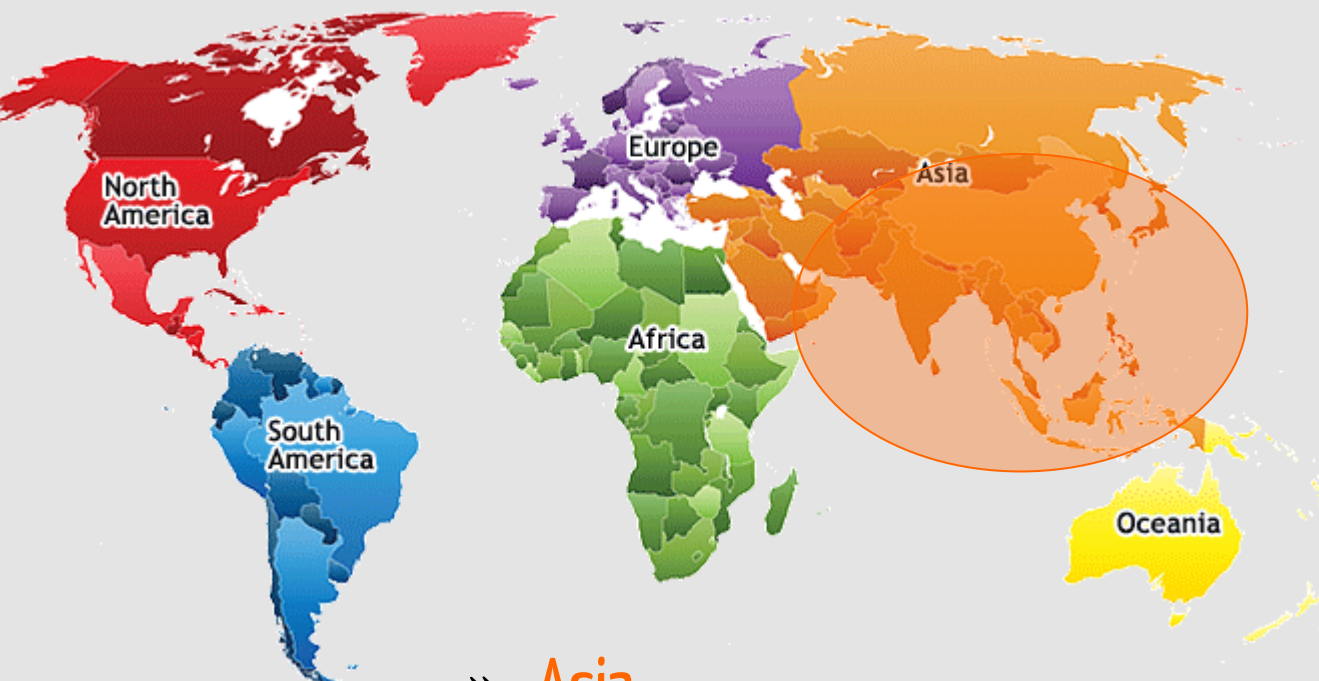 Europe
Asia
North
America
Africa
South
America
Oceania
» Asia